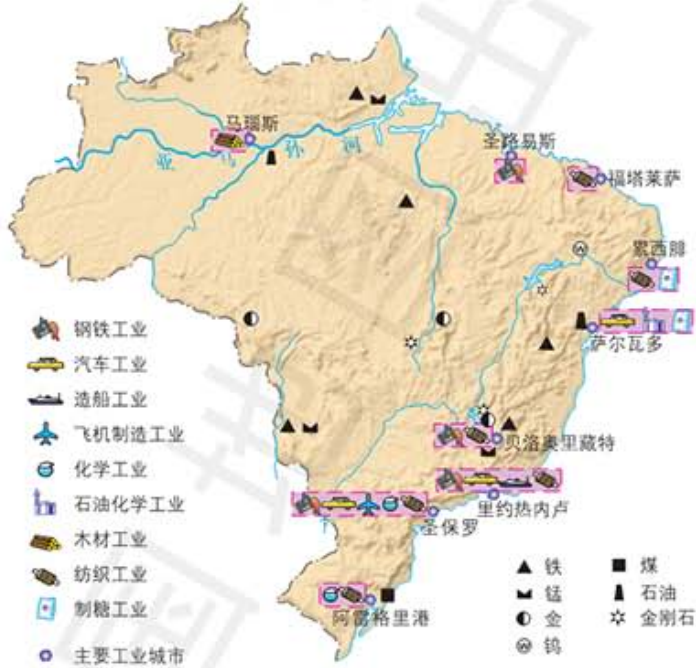 马瑙斯
亚马孙河
圣路易斯
福塔莱萨
累西腓
萨尔瓦多
贝洛奥里藏特
里约热内卢
圣保罗
阿雷格里港
钢铁工业
汽车工业
造船工业
飞机制造工业
化学工业
石油化学工业
木材工业
纺织工业
制糖工业
主要工业城市
铁
煤
锰
石油
金
金刚石
W 钨